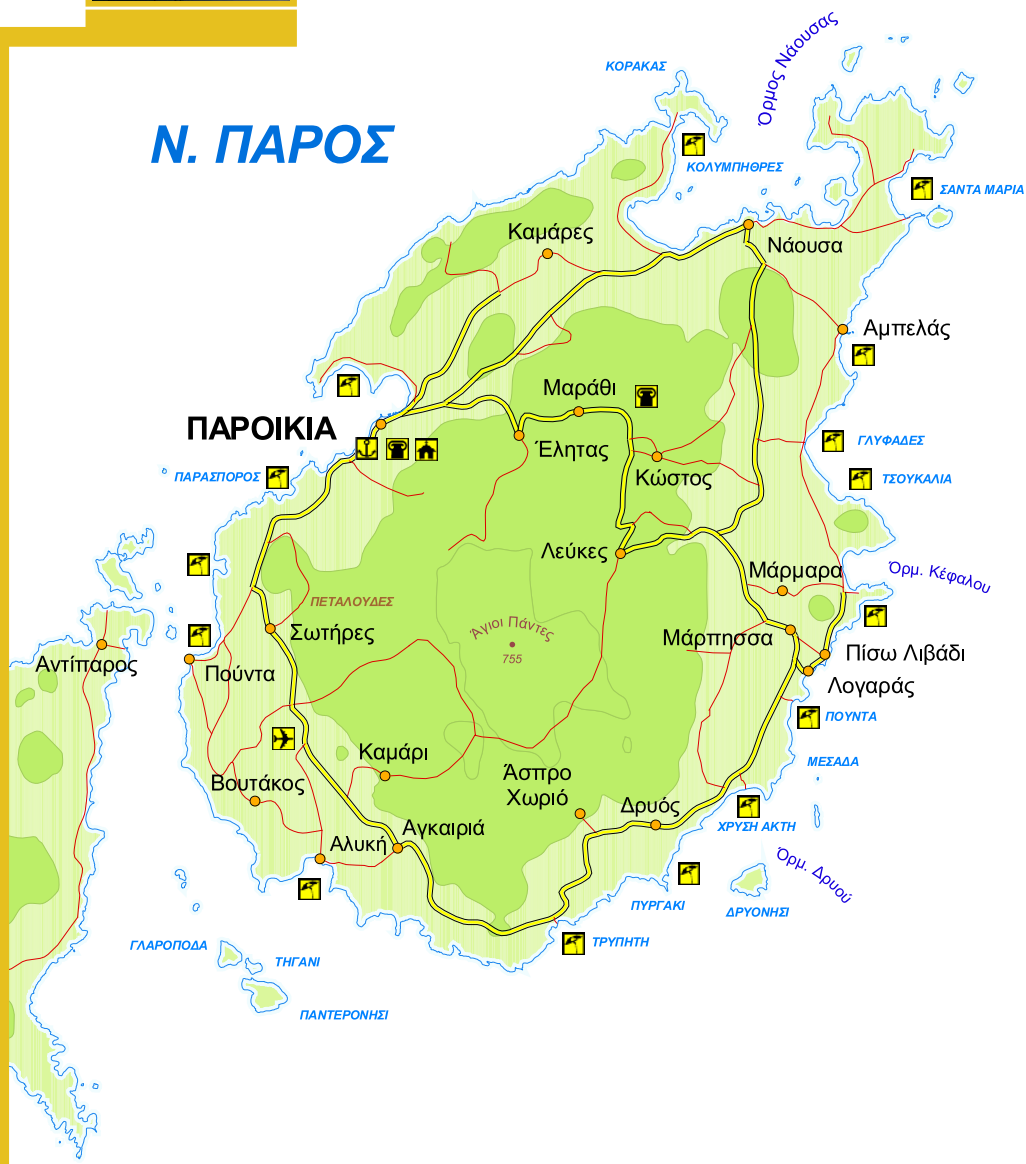 ΚΟΡΑΚΑΣ
Όρμος Νάουσας
Ν. ΠΑΡΟΣ
ΚΟΛΥΜΠΗΘΡΕΣ
ΣΑΝΤΑ ΜΑΡΙΑ
Καμάρες
Νάουσα
Αμπελάς
Μαράθι
ΠΑΡΟΙΚΙΑ
Έλητας
ΓΛΥΦΑΔΕΣ
ΠΑΡΑΣΠΟΡΟΣ
Κώστος
ΤΣΟΥΚΑΛΙΑ
Λεύκες
Μάρμαρα
Όρμ. Κέφαλου
ΠΕΤΑΛΟΥΔΕΣ
Σωτήρες
Άγιοι Πάντες
755
Μάρπησσα
Πίσω Λιβάδι
Αντίπαρος
Πούντα
Λογαράς
ΠΟΥΝΤΑ
Καμάρι
ΜΕΣΑΔΑ
Βουτάκος
Άσπρο
Χωριό
Δρυός
ΧΡΥΣΗ ΑΚΤΗ
Αλυκή
Αγκαιριά
Όρμ. Δρυού
ΠΥΡΓΑΚΙ
ΔΡΥΟΝΗΣΙ
ΓΛΑΡΟΠΟΔΑ
ΤΡΥΠΗΤΗ
ΤΗΓΑΝΙ
ΠΑΝΤΕΡΟΝΗΣΙ